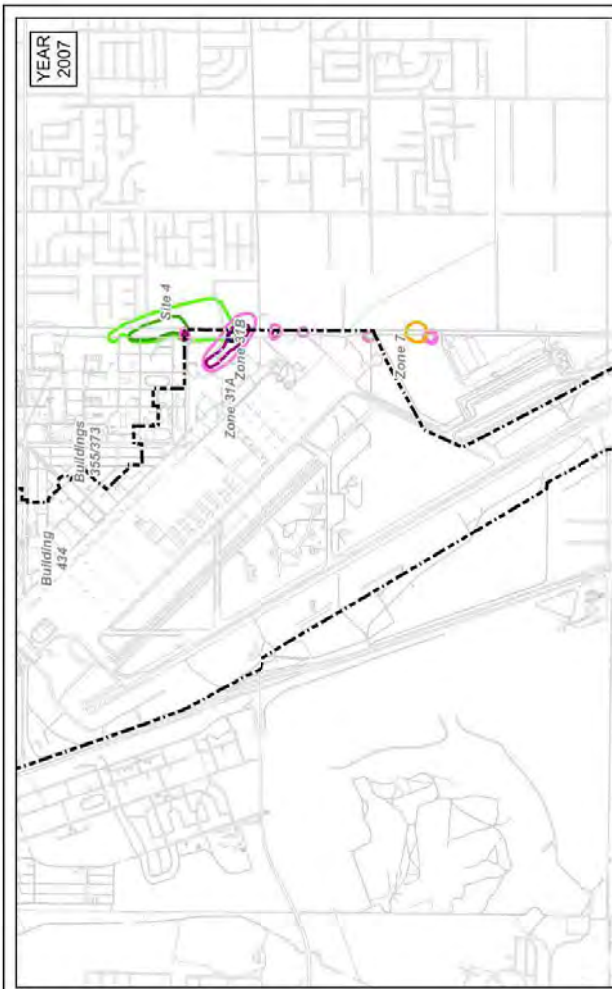 YEAR
2007
Site 4
Zone 31B
Zone 31A
Zone 7
Buildings
355/373
Building
434